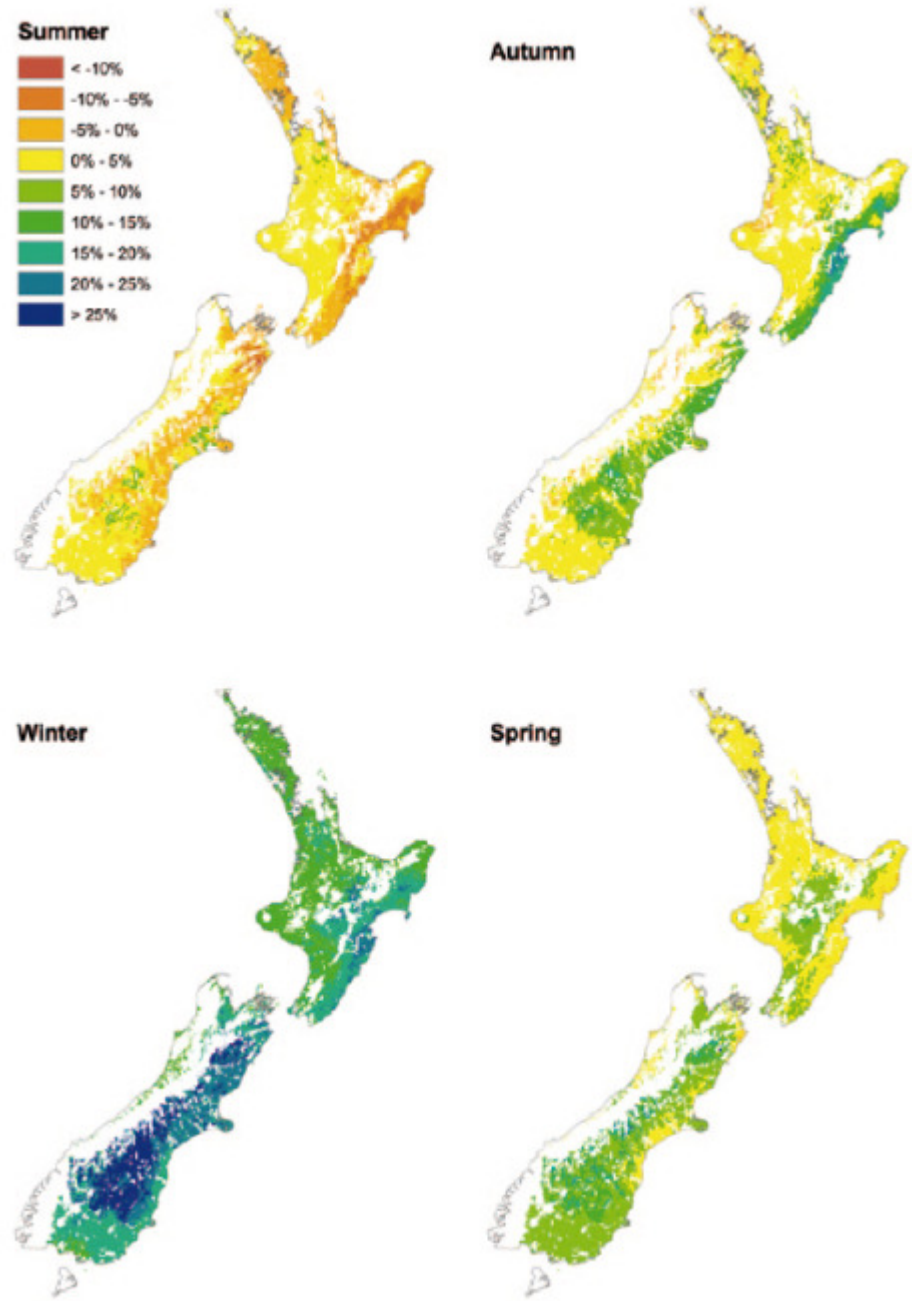 Summer
< -10%
-10% - -5%
-5% - 0%
0% - 5%
5% - 10%
10% - 15%
15% - 20%
20% - 25%
> 25%
Autumn
Winter
Spring